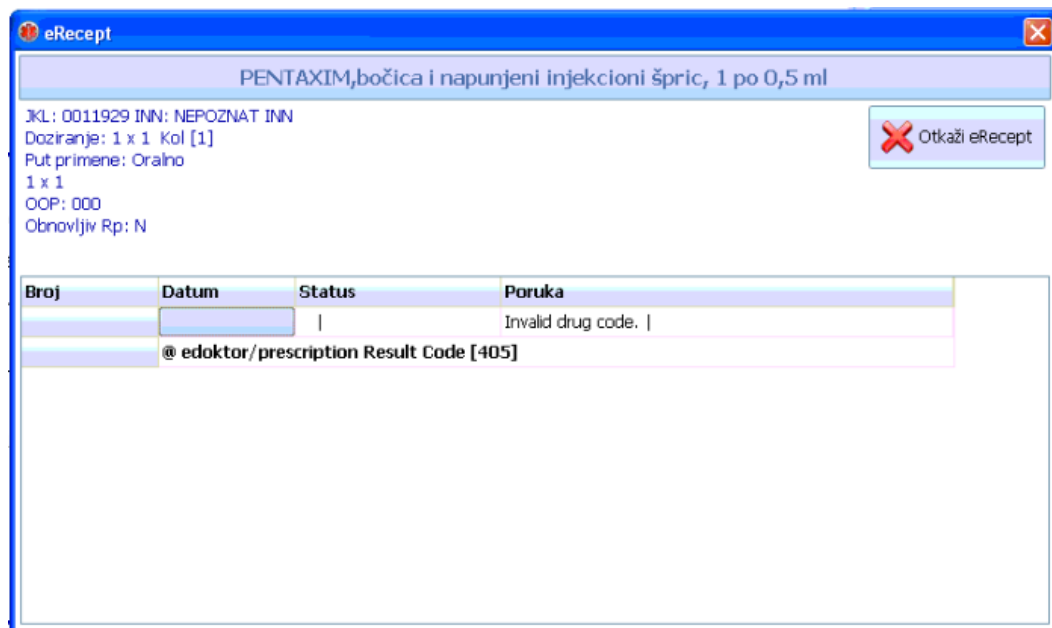 eRecept
PENTAXIM,bočica i napunjeni injekcioni špric, 1 po 0,5 ml
JKL: 0011929 INN: NEPOZNAT INN
Doziranje: 1 x 1 Kol [1]
Put primene: Oralno
1 x 1
OOP: 000
Obnovljiv Rp: N
Otkaži eRecept
Broj Datum Status Poruka
| Invalid drug code. |
@ edoktor/prescription Result Code [405]